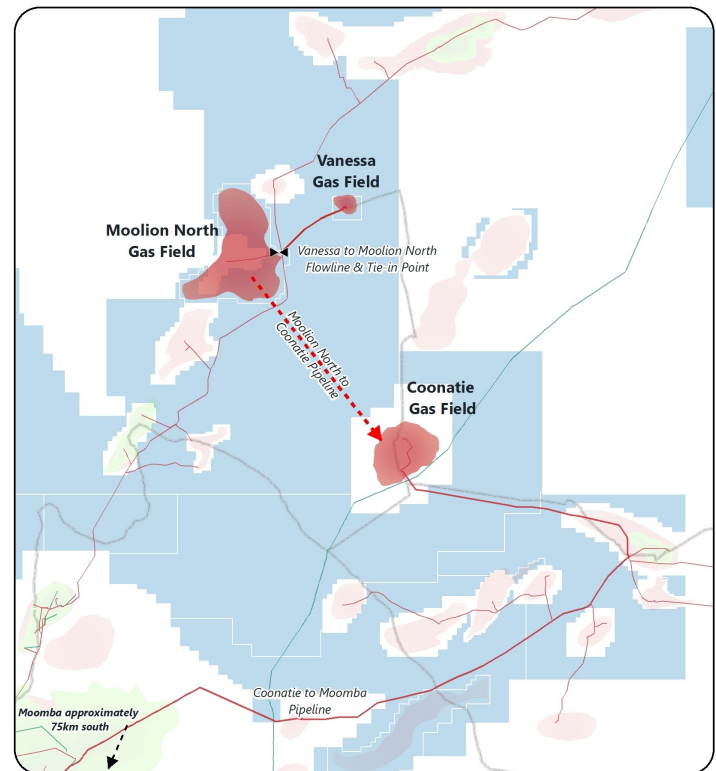 Vanessa
Gas Field
Moolion North
Gas Field
Vanessa to Moolion North
Flowline & Tie-in Point
Moolion North to
Coonatie Pipeline
Coonatie
Gas Field
Coonatie to Moomba
Pipeline
Moomba approximately
75km south